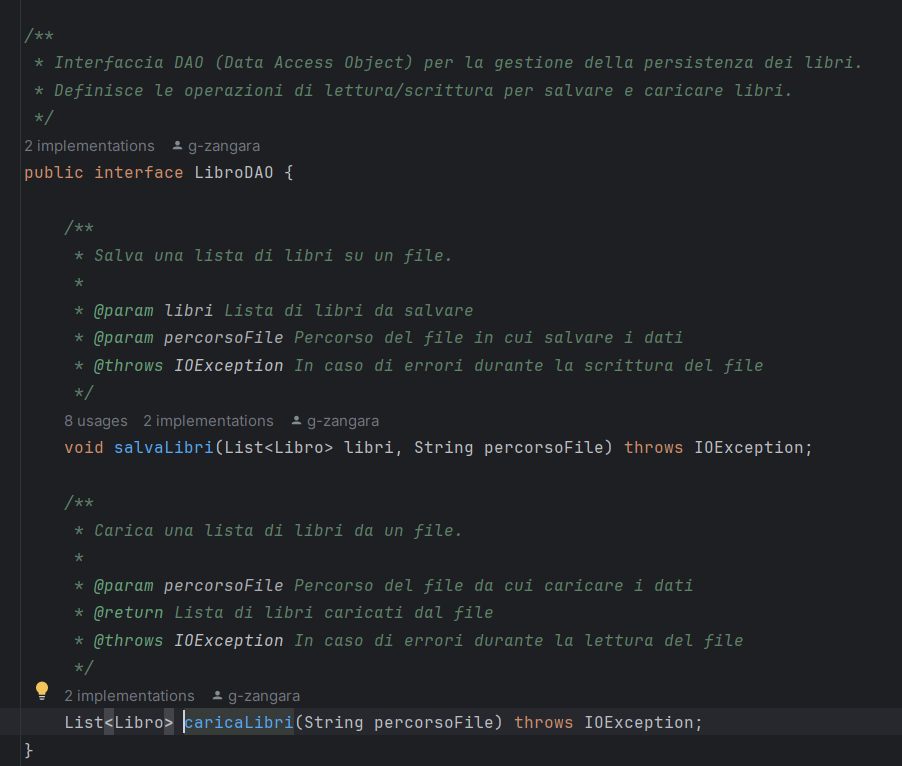 /**
* Interfaccia DAO (Data Access Object) per la gestione della persistenza dei libri.
* Definisce le operazioni di lettura/scrittura per salvare e caricare libri.
*/
2 implementations g-zangara
public interface LibroDAO {
/**
* Salva una lista di libri su un file.
*
* @param libri Lista di libri da salvare
* @param percorsoFile Percorso del file in cui salvare i dati
* @throws IOException In caso di errori durante la scrittura del file
*/
8 usages 2 implementations g-zangara
void salvaLibri(List<Libro> libri, String percorsoFile) throws IOException;
/**
* Carica una lista di libri da un file.
*
* @param percorsoFile Percorso del file da cui caricare i dati
* @return Lista di libri caricati dal file
* @throws IOException In caso di errori durante la lettura del file
*/
2 implementations g-zangara
List<Libro> caricaLibri(String percorsoFile) throws IOException;
}